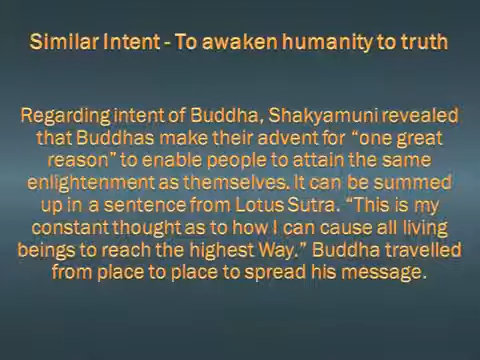 Similar Intent - To awaken humanity to truth
Regarding intent of Buddha, Shakyamuni revealed
that Buddhas make their advent for “one great
reason” to enable people to attain the same
enlightenment as themselves. It can be summed
up in a sentence from Lotus Sutra. “This is my
constant thought as to how I can cause all living
beings to reach the highest Way.” Buddha travelled
from place to place to spread his message.